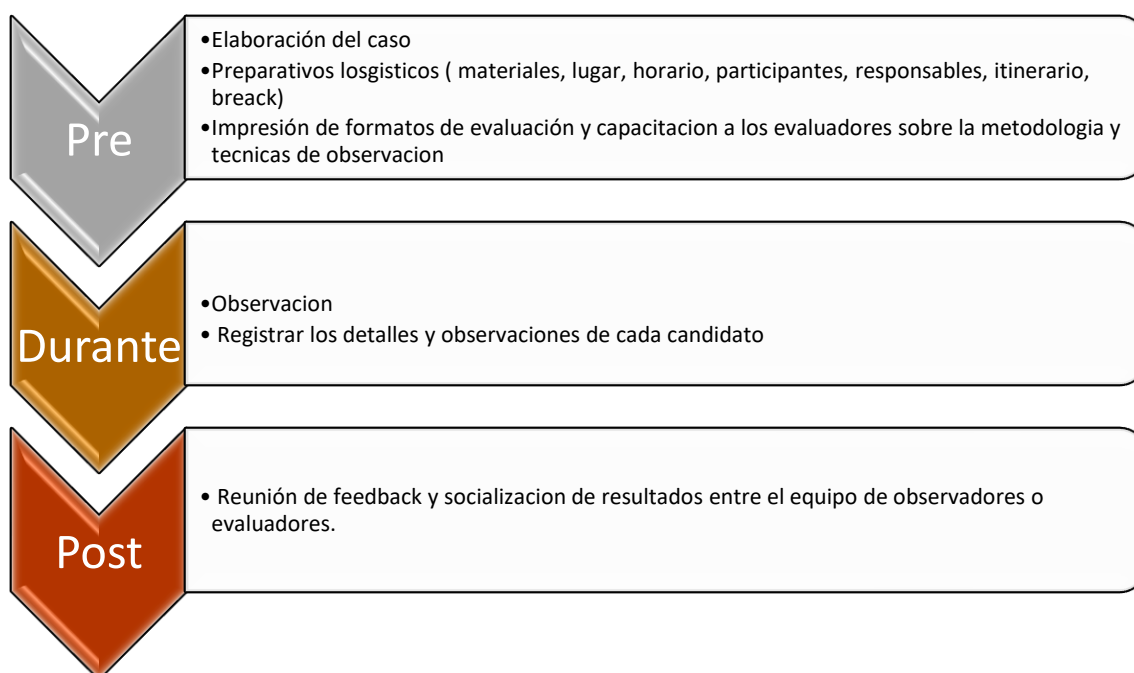 Pre
•Elaboración del caso
•Preparativos losgisticos ( materiales, lugar, horario, participantes, responsables, itinerario,
breack)
•Impresión de formatos de evaluación y capacitacion a los evaluadores sobre la metodologia y
tecnicas de observacion
Durante
•Observacion
• Registrar los detalles y observaciones de cada candidato
Post
• Reunión de feedback y socializacion de resultados entre el equipo de observadores o
evaluadores.